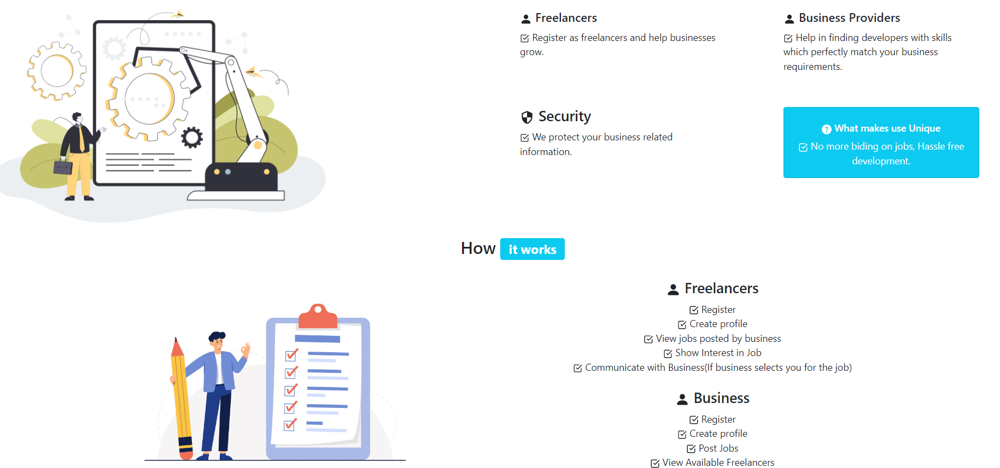 Freelancers
Register as freelancers and help businesses
grow.
Business Providers
Help in finding developers with skills
which perfectly match your business
requirements.
Security
We protect your business related
information.
What makes use Unique
No more biding on jobs, Hassle free
development.
How it works
Freelancers
Register
Create profile
View jobs posted by business
Show Interest in Job
Communicate with Business(If business selects you for the job)
Business
Register
Create profile
Post Jobs
View Available Freelancers